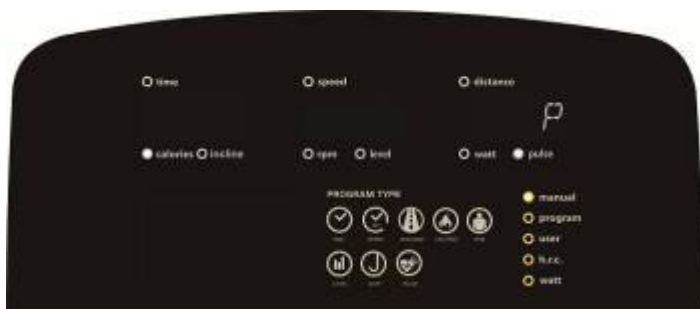 time speed distance
P
calories incline rpm level watt pulse
PROGRAM TYPE
manual
program
user
h.r.c.
watt